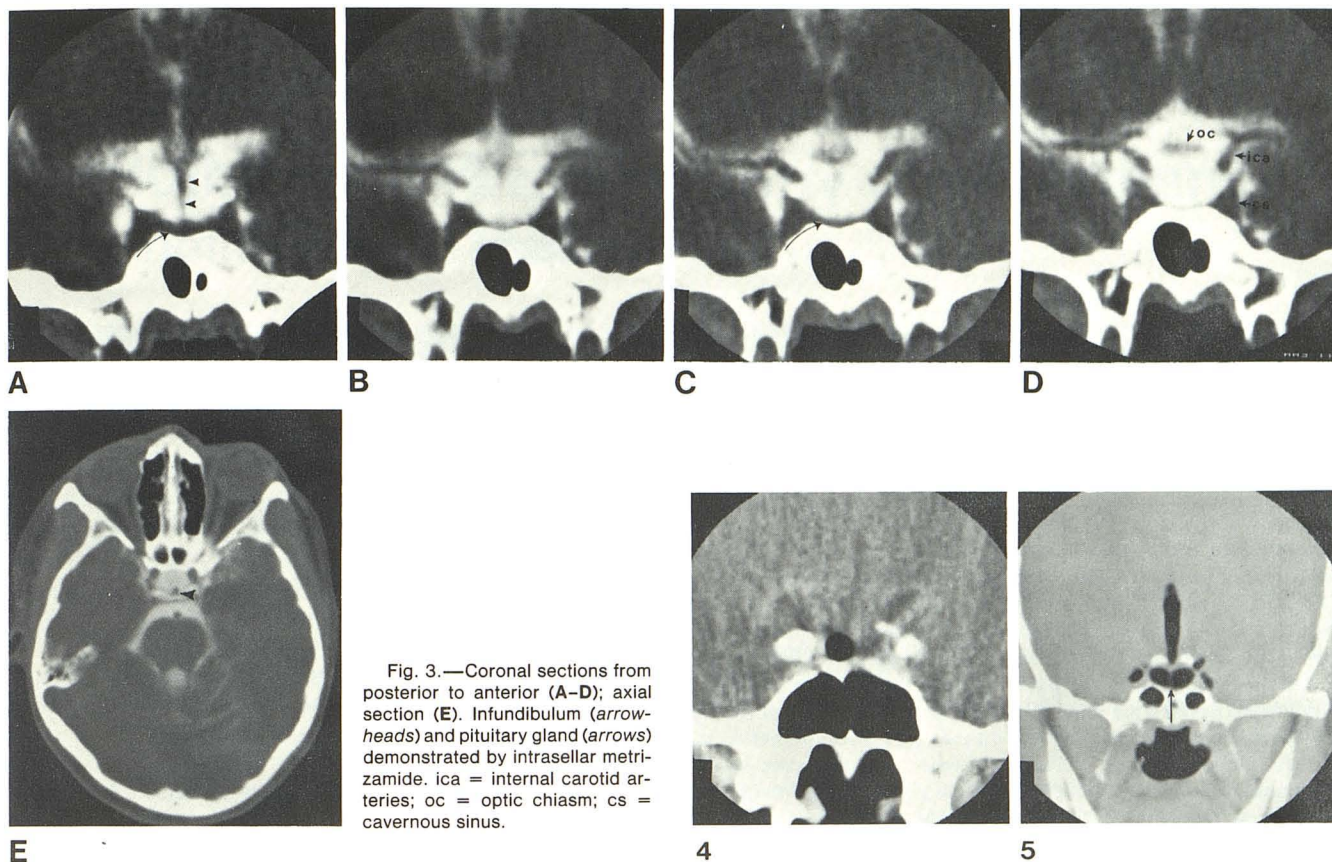 oc
ica
cs
A
B
C
D
Fig. 3.—Coronal sections from
posterior to anterior (A–D); axial
section (E). Infundibulum (arrow-
heads) and pituitary gland (arrows)
demonstrated by intrasellar metri-
zamide. ica = internal carotid ar-
teries; oc = optic chiasm; cs =
cavernous sinus.
E
4
5